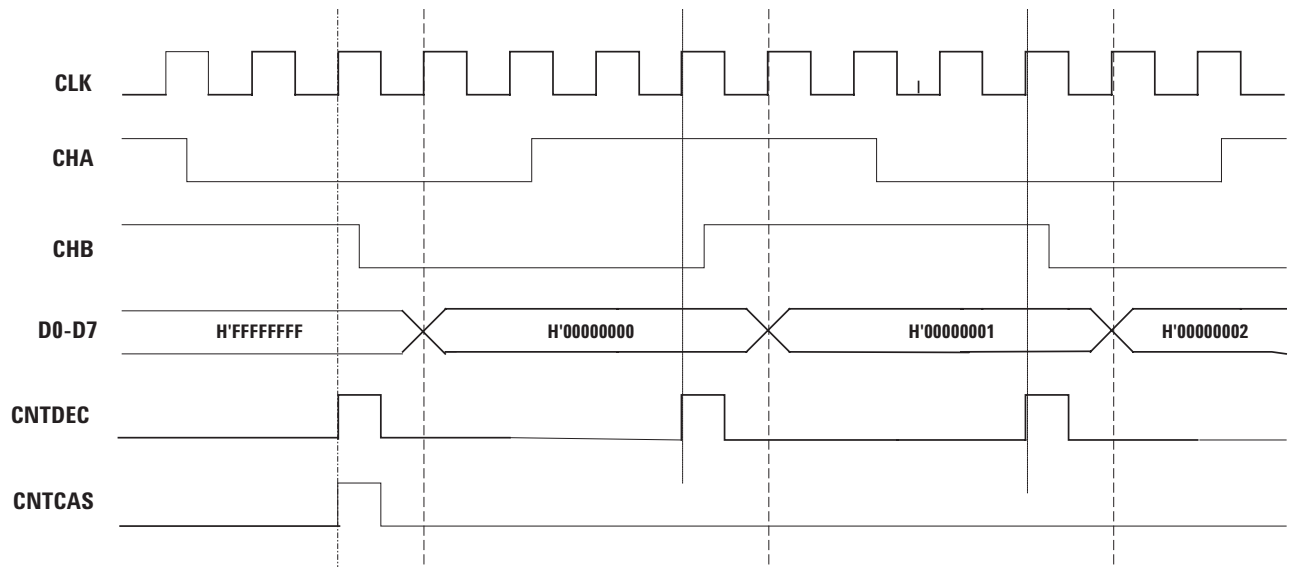 CLK
CHA
CHB
D0-D7
H'FFFFFFFF
H'00000000
H'00000001
H'00000002
CNTDEC
CNTCAS